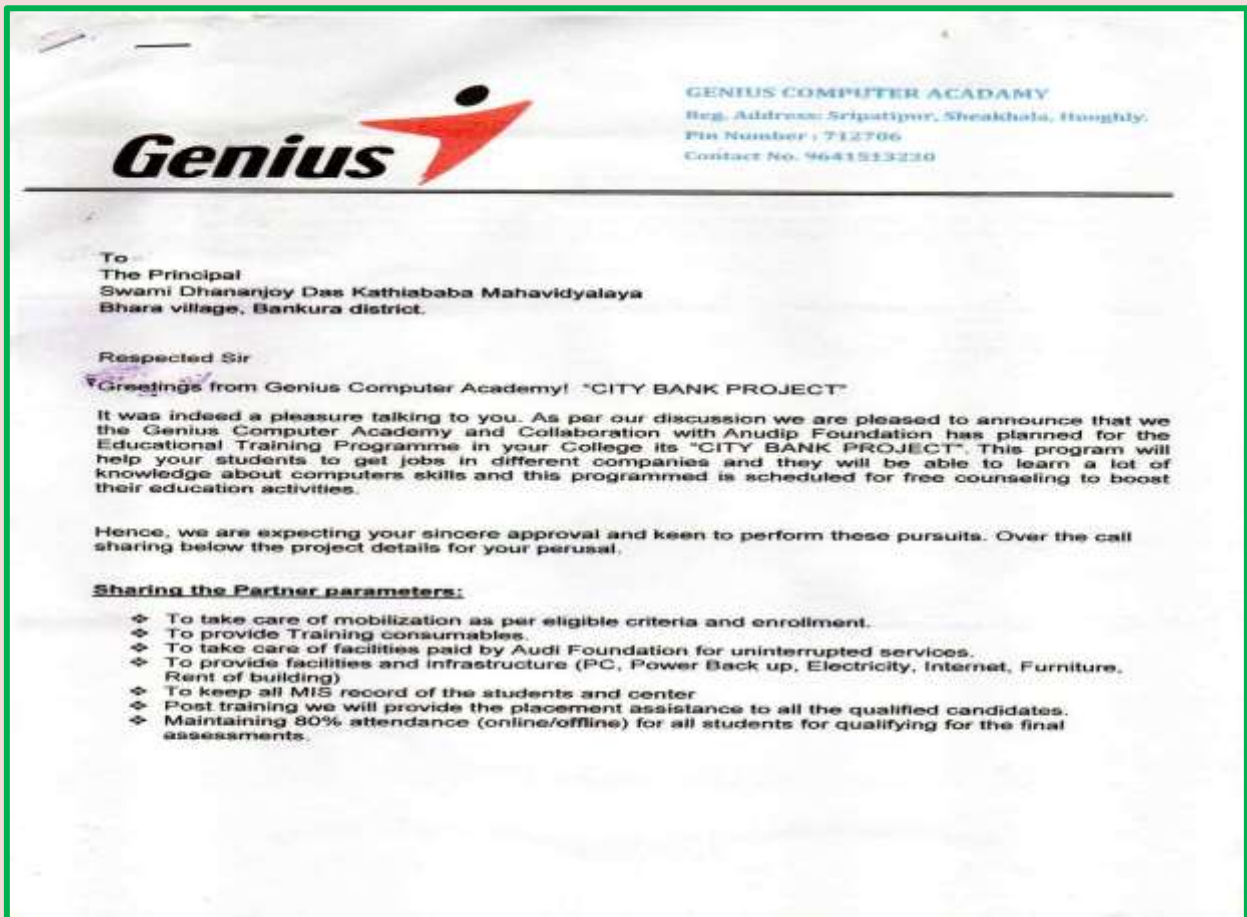 Genius
GENIUS COMPUTER ACADAMY
Reg. Address: Sripatipur, Sheakhala, Hooghly.
Pin Number : 712706
Contact No. 9641513230
To
The Principal
Swami Dhananjoy Das Kathiababa Mahavidyalaya
Bhara village, Bankura district.
Respected Sir
Greetings from Genius Computer Academy! "CITY BANK PROJECT"
It was indeed a pleasure talking to you. As per our discussion we are pleased to announce that we
the Genius Computer Academy and Collaboration with Anudip Foundation has planned for the
Educational Training Programme in your College its "CITY BANK PROJECT". This program will
help your students to get jobs in different companies and they will be able to learn a lot of
knowledge about computers skills and this programmed is scheduled for free counseling to boost
their education activities.
Hence, we are expecting your sincere approval and keen to perform these pursuits. Over the call
sharing below the project details for your perusal.
Sharing the Partner parameters:
❖ To take care of mobilization as per eligible criteria and enrollment.
❖ To provide Training consumables.
❖ To take care of facilities paid by Audi Foundation for uninterrupted services.
❖ To provide facilities and infrastructure (PC, Power Back up, Electricity, Internet, Furniture,
Rent of building)
❖ To keep all MIS record of the students and center
❖ Post training we will provide the placement assistance to all the qualified candidates.
❖ Maintaining 80% attendance (online/offline) for all students for qualifying for the final
assessments.